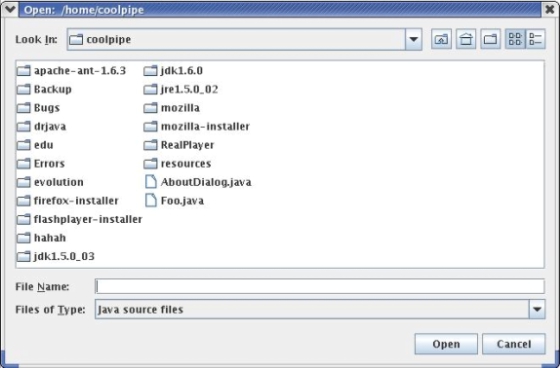 Open: /home/coolpipe
Look In: coolpipe
apache-ant-1.6.3
Backup
Bugs
drjava
edu
Errors
evolution
firefox-installer
flashplayer-installer
hahah
jdk1.5.0_03
jdk1.6.0
jre1.5.0_02
mozilla
mozilla-installer
RealPlayer
resources
AboutDialog.java
Foo.java
File Name:
Files of Type: Java source files
Open Cancel